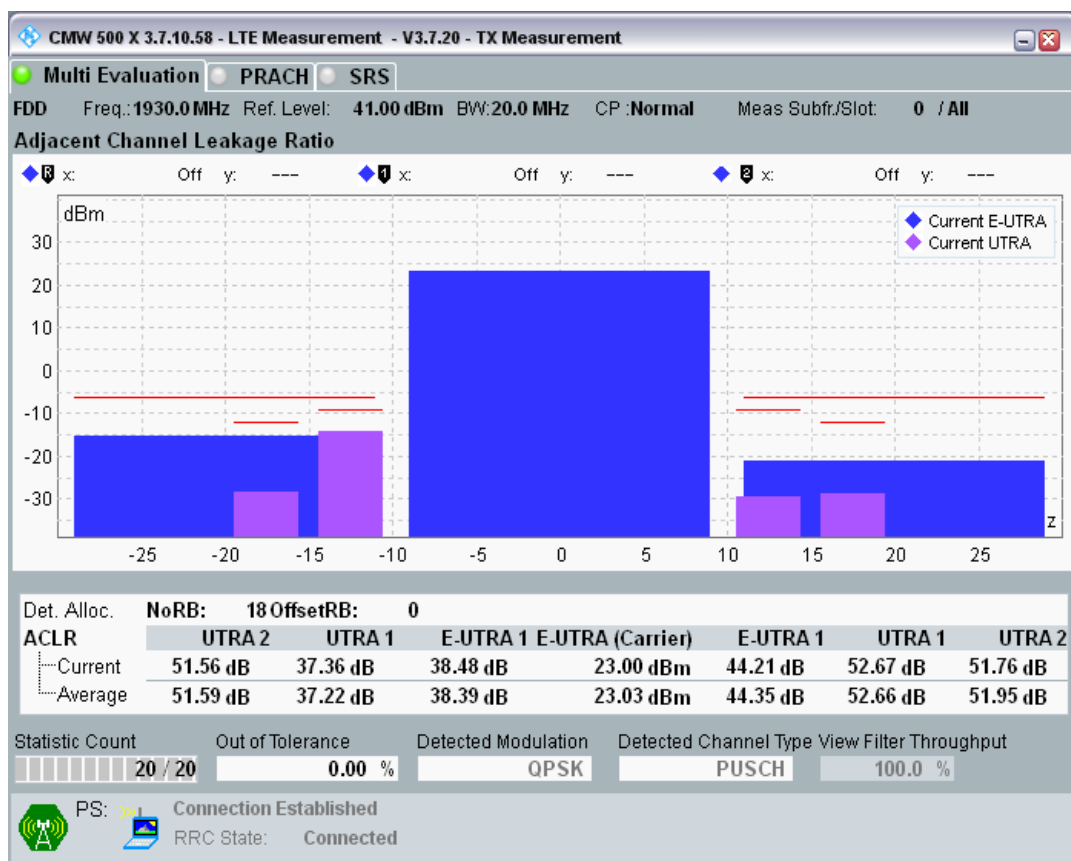 CMW 500 X 3.7.10.58 - LTE Measurement - V3.7.20 - TX Measurement
Multi Evaluation PRACH SRS
FDD Freq.: 1930.0 MHz Ref. Level: 41.00 dBm BW: 20.0 MHz CP : Normal Meas Subfr./Slot: 0 / All
Adjacent Channel Leakage Ratio
R x: Off y: --- 1 x: Off y: --- 2 x: Off y: ---
dBm
Current E-UTRA
Current UTRA
30
20
10
0
-10
-20
-30
z
-25 -20 -15 -10 -5 0 5 10 15 20 25
Det. Alloc. NoRB: 18 OffsetRB: 0
ACLR UTRA 2 UTRA 1 E-UTRA 1 E-UTRA (Carrier) E-UTRA 1 UTRA 1 UTRA 2
Current 51.56 dB 37.36 dB 38.48 dB 23.00 dBm 44.21 dB 52.67 dB 51.76 dB
Average 51.59 dB 37.22 dB 38.39 dB 23.03 dBm 44.35 dB 52.66 dB 51.95 dB
Statistic Count Out of Tolerance Detected Modulation Detected Channel Type View Filter Throughput
20 / 20 0.00 % QPSK PUSCH 100.0 %
PS: Connection Established
RRC State: Connected